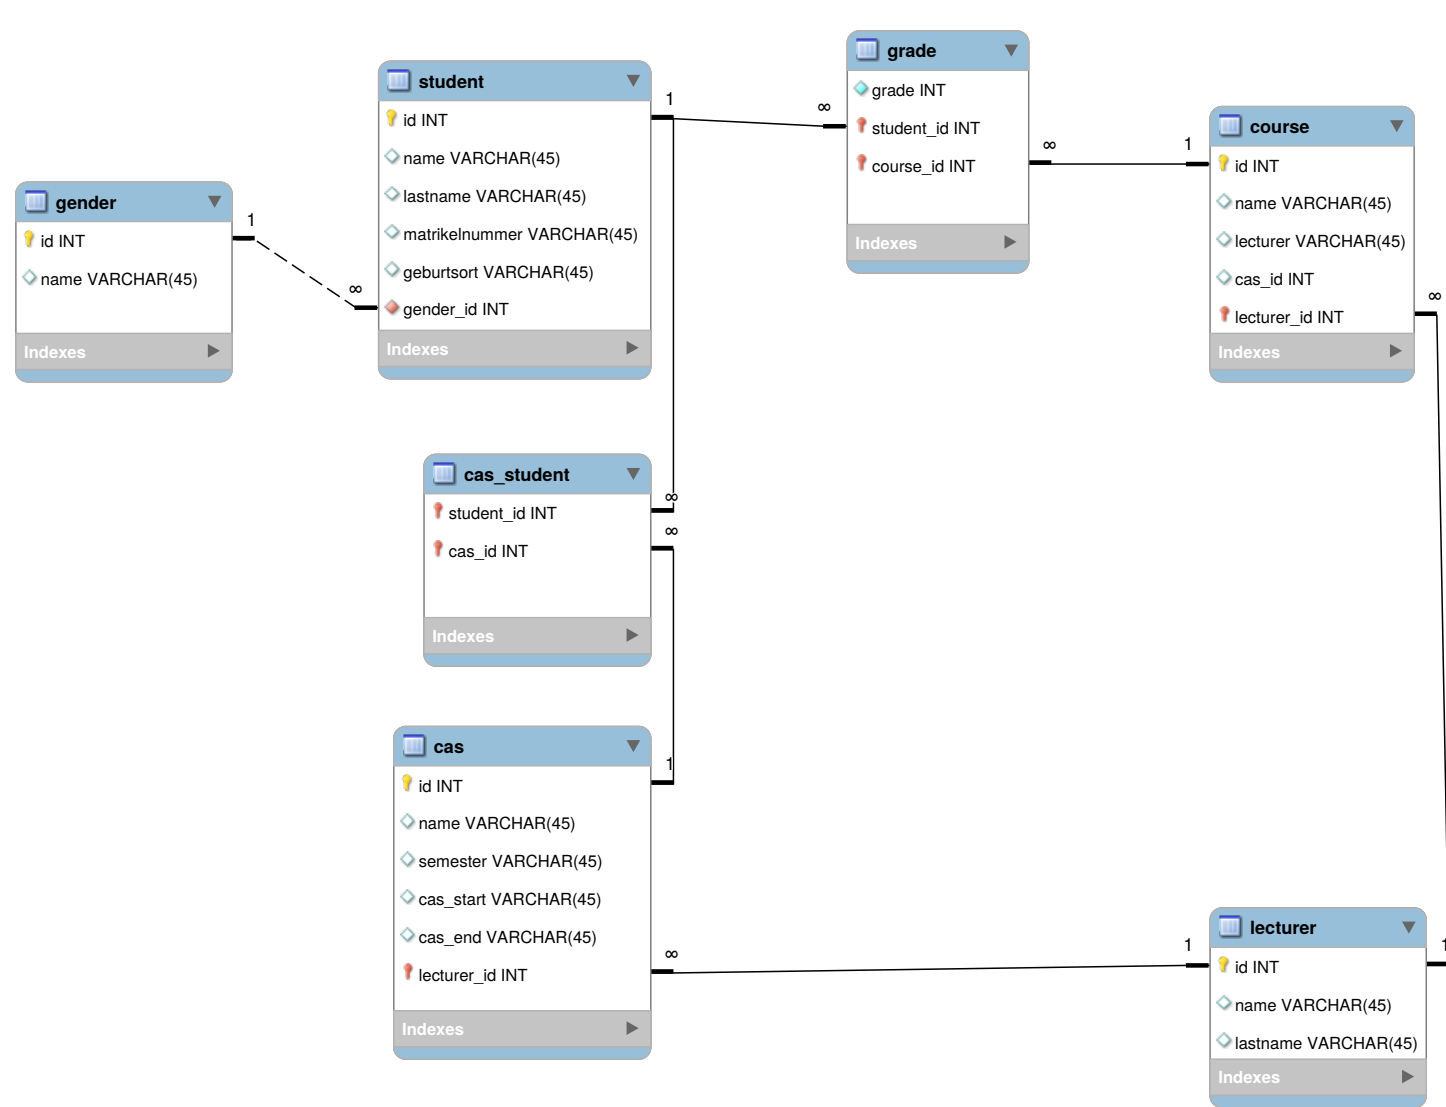 gender
id INT
name VARCHAR(45)
Indexes
1
∞
student
id INT
name VARCHAR(45)
lastname VARCHAR(45)
matrikelnummer VARCHAR(45)
geburtsort VARCHAR(45)
gender_id INT
Indexes
1
∞
grade
grade INT
student_id INT
course_id INT
Indexes
∞
1
course
id INT
name VARCHAR(45)
lecturer VARCHAR(45)
cas_id INT
lecturer_id INT
Indexes
∞
cas_student
student_id INT
cas_id INT
Indexes
∞
∞
cas
id INT
name VARCHAR(45)
semester VARCHAR(45)
cas_start VARCHAR(45)
cas_end VARCHAR(45)
lecturer_id INT
Indexes
1
∞
1
lecturer
id INT
name VARCHAR(45)
lastname VARCHAR(45)
Indexes
1